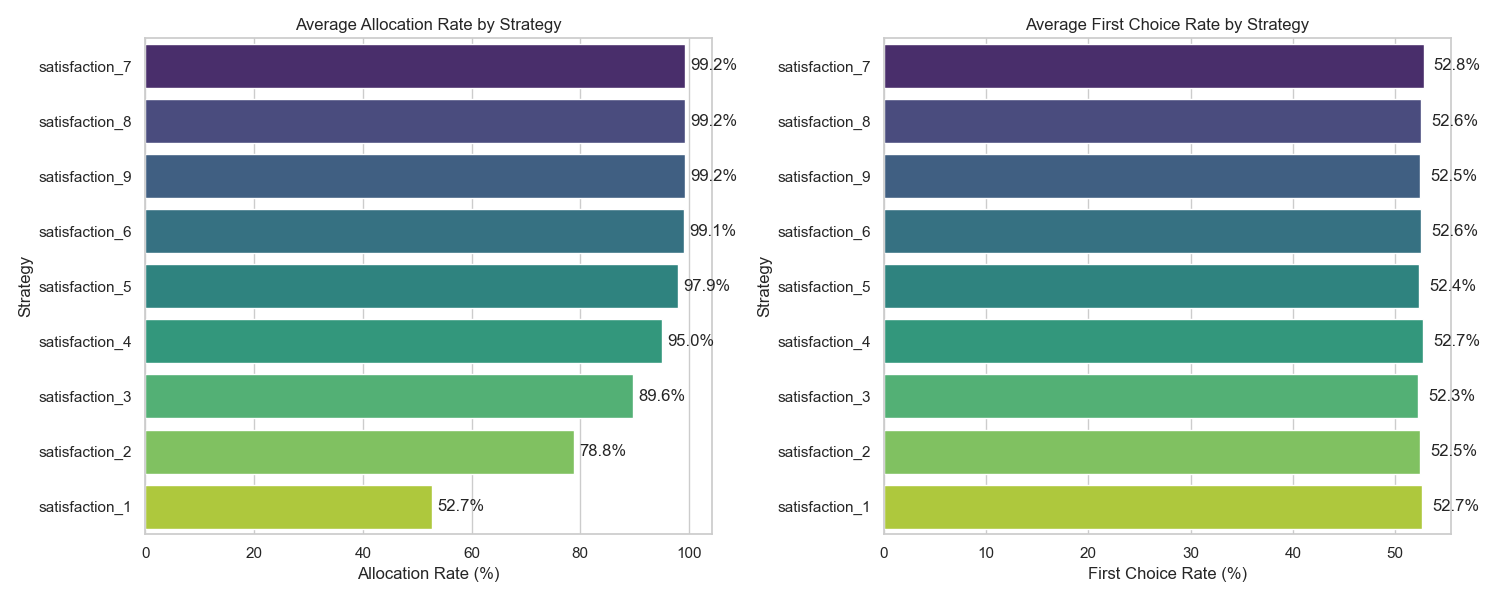 Average Allocation Rate by Strategy
Strategy
satisfaction_7
99.2%
satisfaction_8
99.2%
satisfaction_9
99.2%
satisfaction_6
99.1%
satisfaction_5
97.9%
satisfaction_4
95.0%
satisfaction_3
89.6%
satisfaction_2
78.8%
satisfaction_1
52.7%
0 20 40 60 80 100
Allocation Rate (%)
Average First Choice Rate by Strategy
Strategy
satisfaction_7
52.8%
satisfaction_8
52.6%
satisfaction_9
52.5%
satisfaction_6
52.6%
satisfaction_5
52.4%
satisfaction_4
52.7%
satisfaction_3
52.3%
satisfaction_2
52.5%
satisfaction_1
52.7%
0 10 20 30 40 50
First Choice Rate (%)